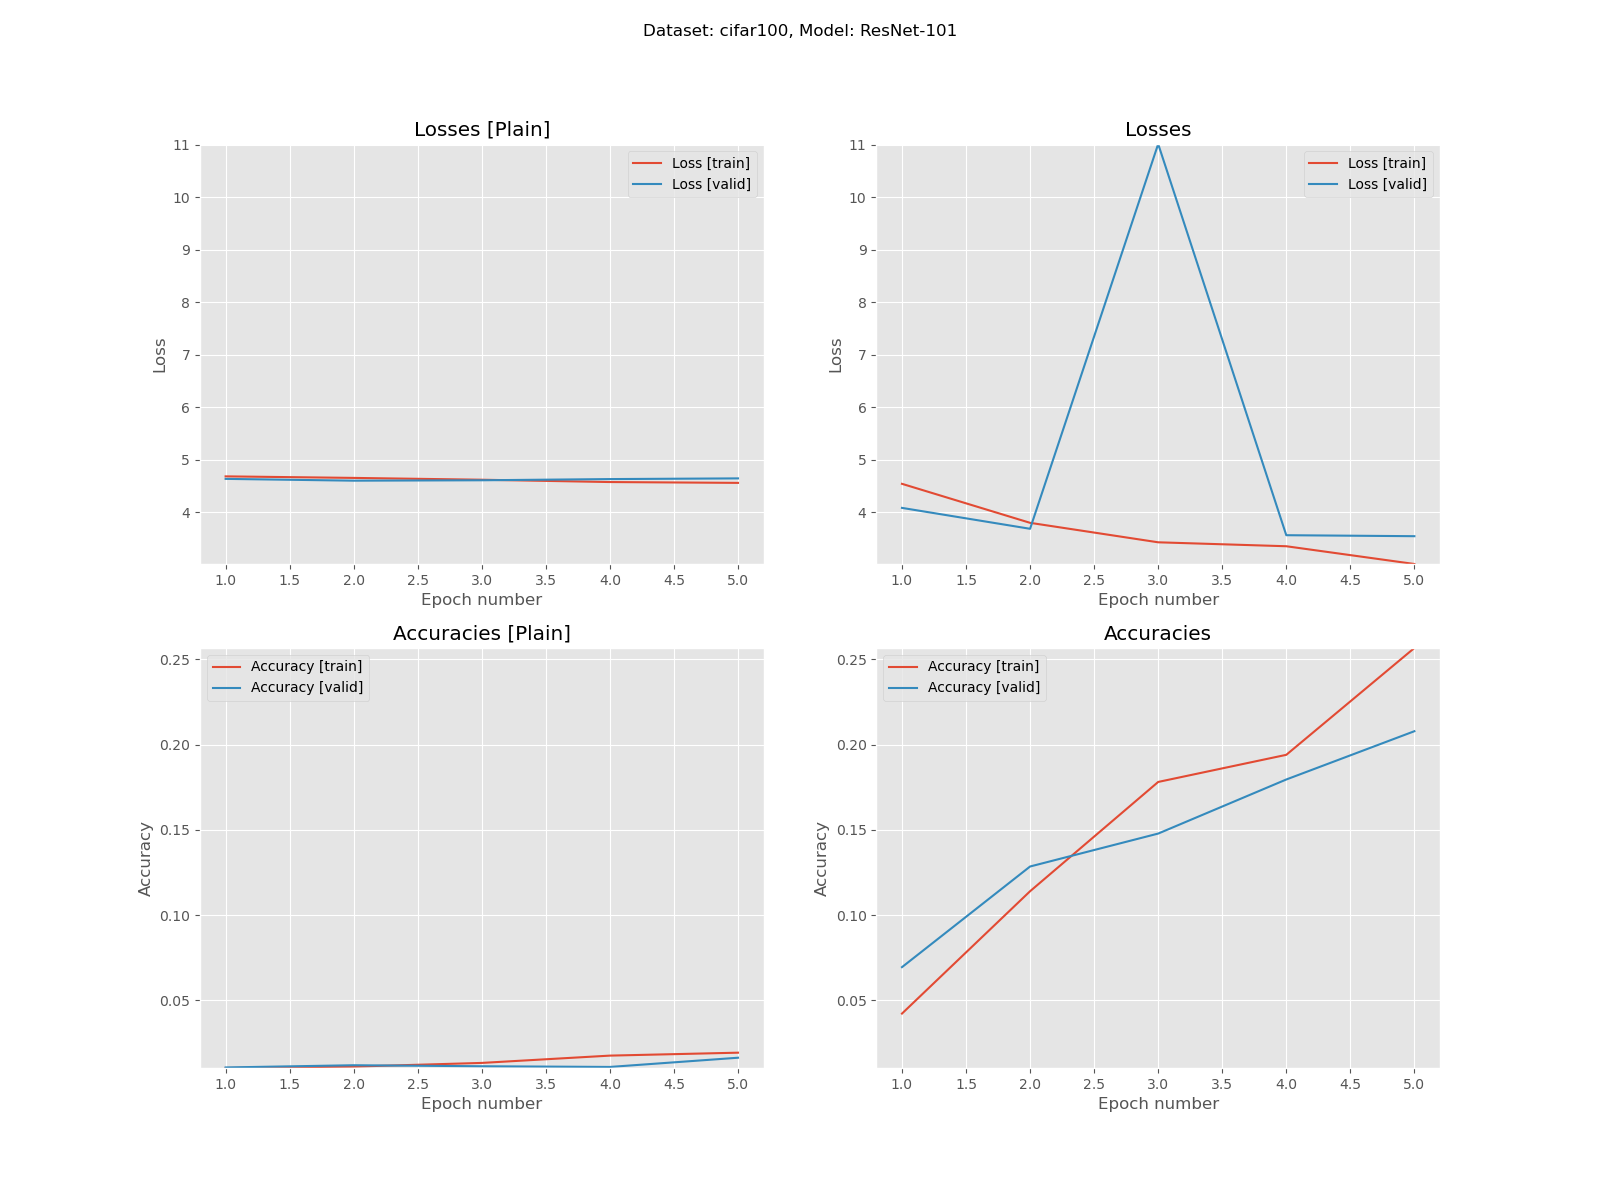 Dataset: cifar100, Model: ResNet-101
Losses [Plain]
11
10
9
8
7
6
5
4
Loss
Loss [train]
Loss [valid]
1.0 1.5 2.0 2.5 3.0 3.5 4.0 4.5 5.0
Epoch number
Losses
11
10
9
8
7
6
5
4
Loss
Loss [train]
Loss [valid]
1.0 1.5 2.0 2.5 3.0 3.5 4.0 4.5 5.0
Epoch number
Accuracies [Plain]
0.25
0.20
0.15
0.10
0.05
Accuracy
Accuracy [train]
Accuracy [valid]
1.0 1.5 2.0 2.5 3.0 3.5 4.0 4.5 5.0
Epoch number
Accuracies
0.25
0.20
0.15
0.10
0.05
Accuracy
Accuracy [train]
Accuracy [valid]
1.0 1.5 2.0 2.5 3.0 3.5 4.0 4.5 5.0
Epoch number